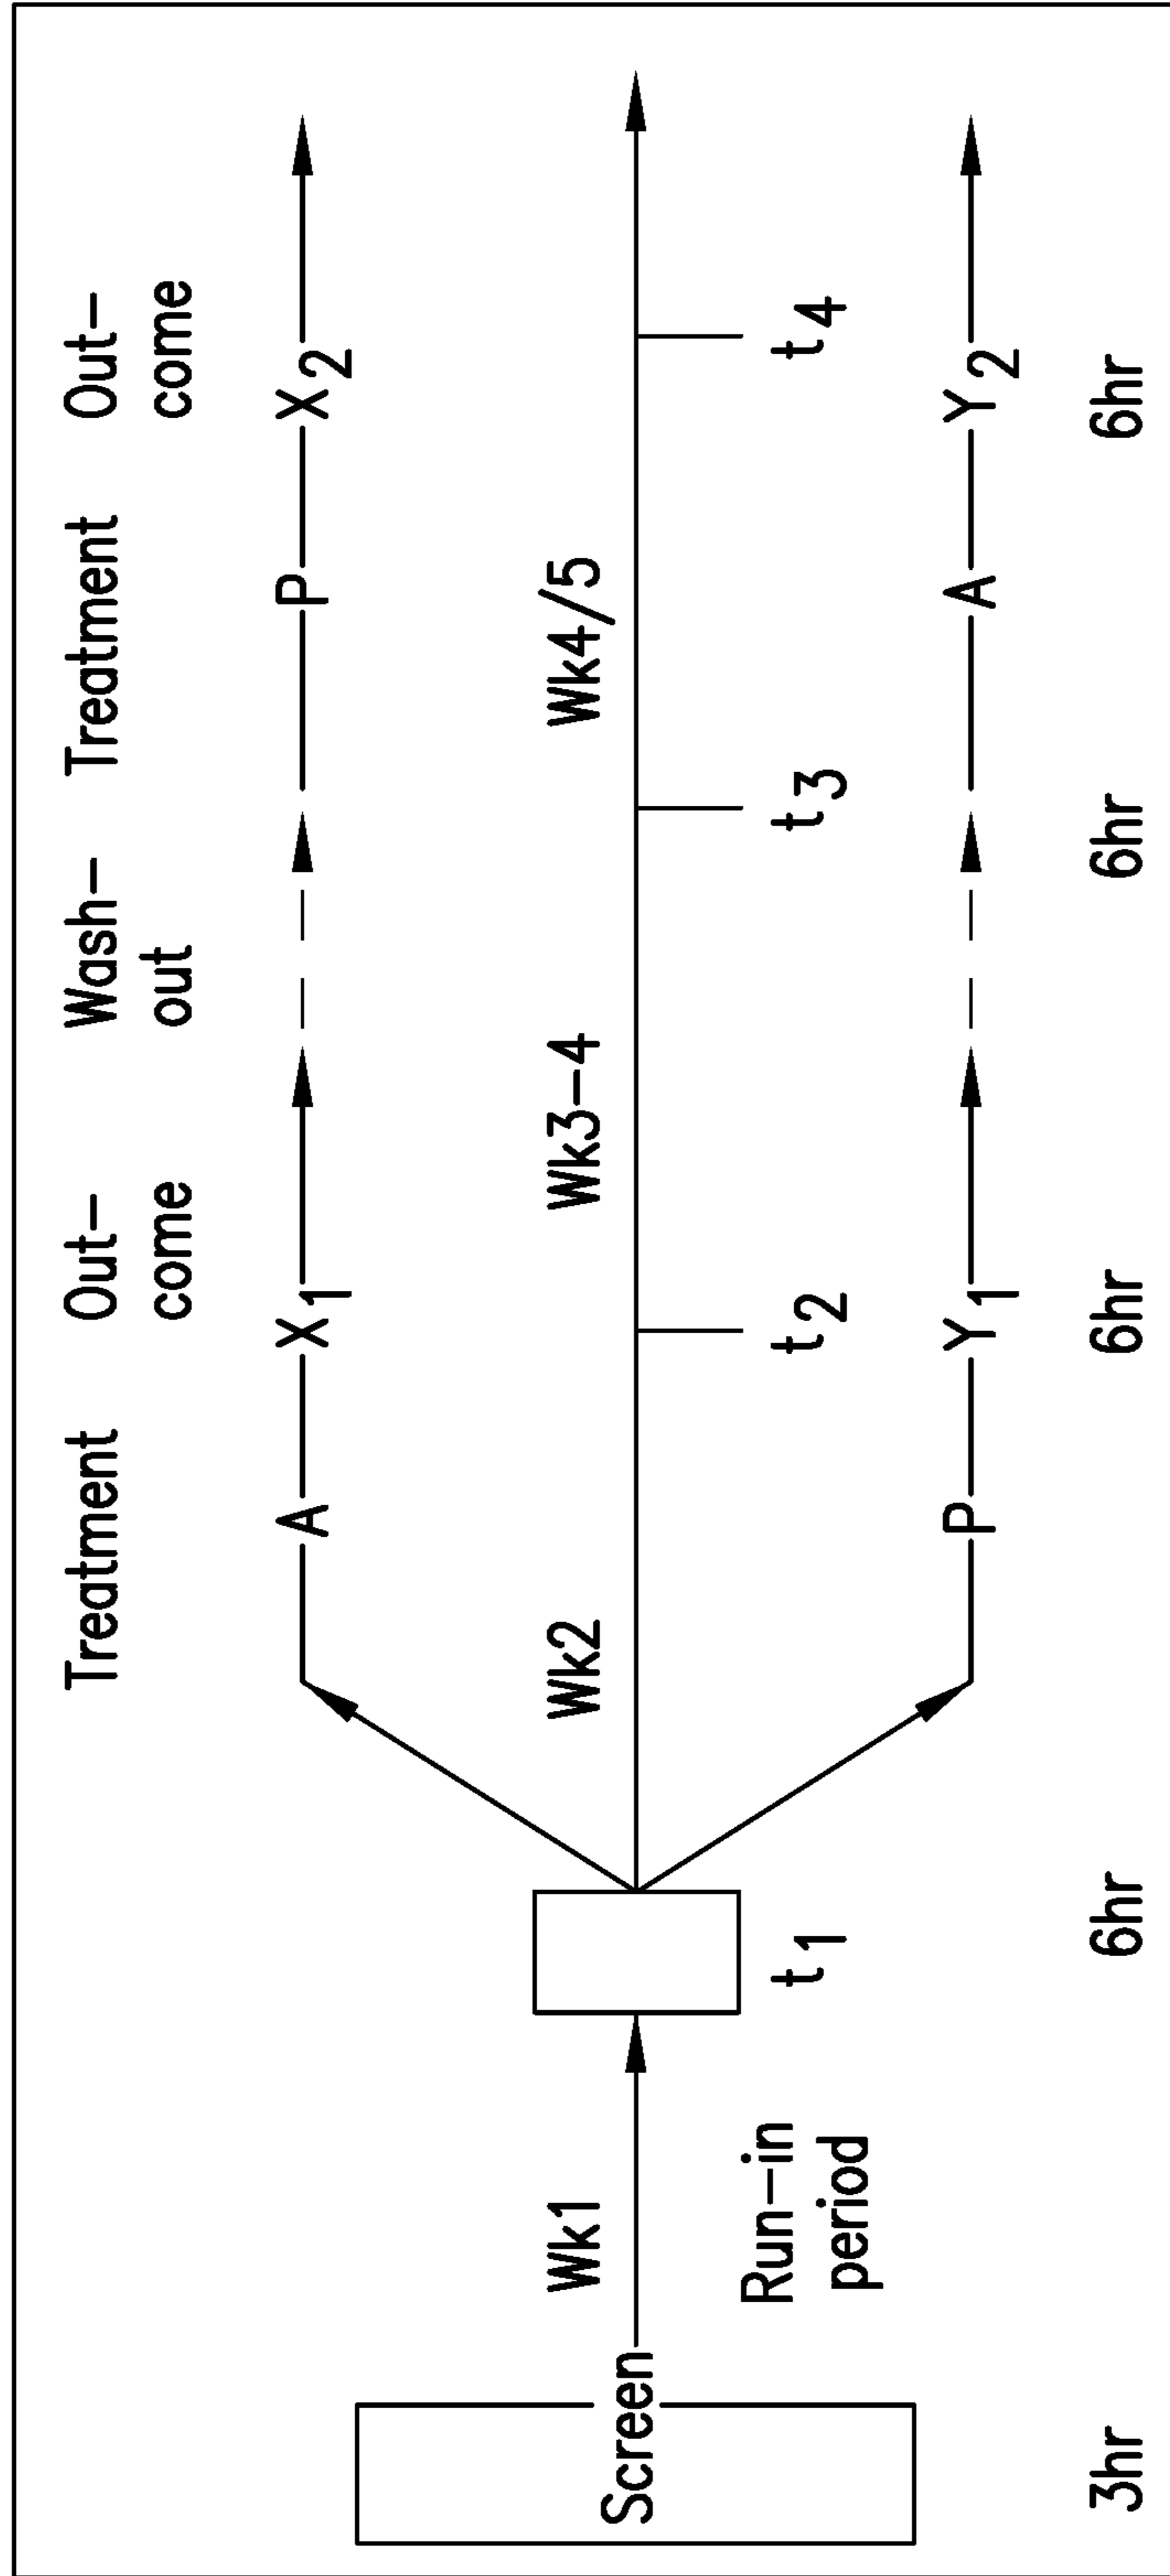 Treatment
Out-
come
Wash-
out
Treatment
Out-
come
A
X1
P
X2
Screen
Wk1
Wk2
Wk3-4
Wk4/5
Run-in
period
t1
t2
t3
t4
P
Y1
A
Y2
3hr
6hr
6hr
6hr
6hr